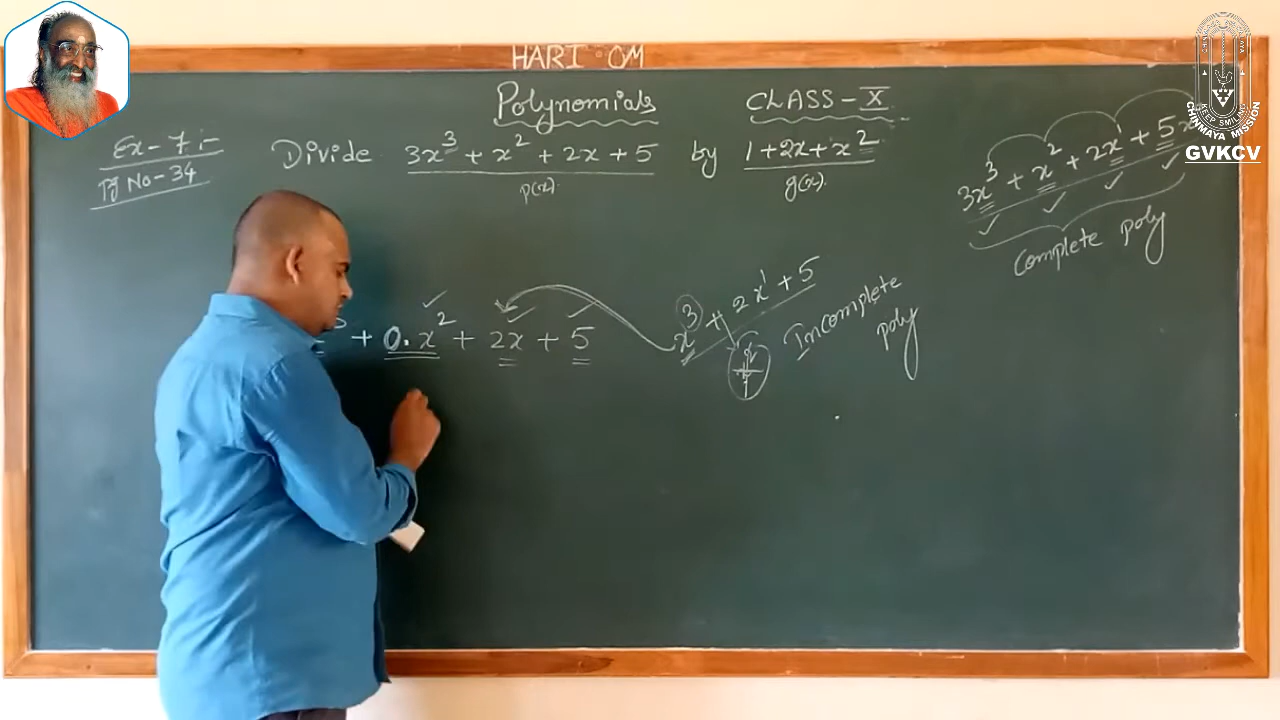 HARI · OM
Polynomials CLASS - X
Ex - 7 :-
Pg No - 34
Divide 3x³ + x² + 2x + 5 by 1 + 2x + x²
p(x). g(x).
3x³ + x² + 2x¹ + 5x
Complete poly
+ 0.x² + 2x + 5
x³ + 2x¹ + 5
Incomplete
poly
KEEP SMILING
CHINMAYA MISSION
GVKCV